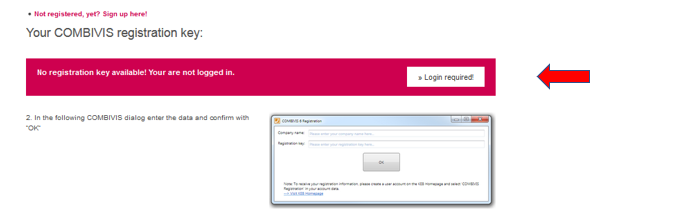 • Not registered, yet? Sign up here!
Your COMBIVIS registration key:
No registration key available! Your are not logged in.
» Login required!
2. In the following COMBIVIS dialog enter the data and confirm with
"OK"
COMBIVIS 6 Registration
Company name:
Please enter your company name here...
Registration key:
Please enter your registration key here...
OK
Note: To receive your registration information, please create a user account on the KEB Homepage and select 'COMBIVIS
Registration' in your account data.
--> Visit KEB Homepage